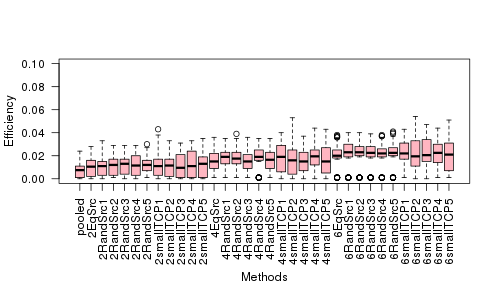 0.10
0.08
0.06
0.04
0.02
0.00
Efficiency
pooled
2EqSrc
2RandSrc1
2RandSrc2
2RandSrc3
2RandSrc4
2RandSrc5
2smallTCP1
2smallTCP2
2smallTCP3
2smallTCP4
2smallTCP5
4EqSrc
4RandSrc1
4RandSrc2
4RandSrc3
4RandSrc4
4RandSrc5
4smallTCP1
4smallTCP2
4smallTCP3
4smallTCP4
4smallTCP5
6EqSrc
6RandSrc1
6RandSrc2
6RandSrc3
6RandSrc4
6RandSrc5
6smallTCP1
6smallTCP2
6smallTCP3
6smallTCP4
6smallTCP5
Methods